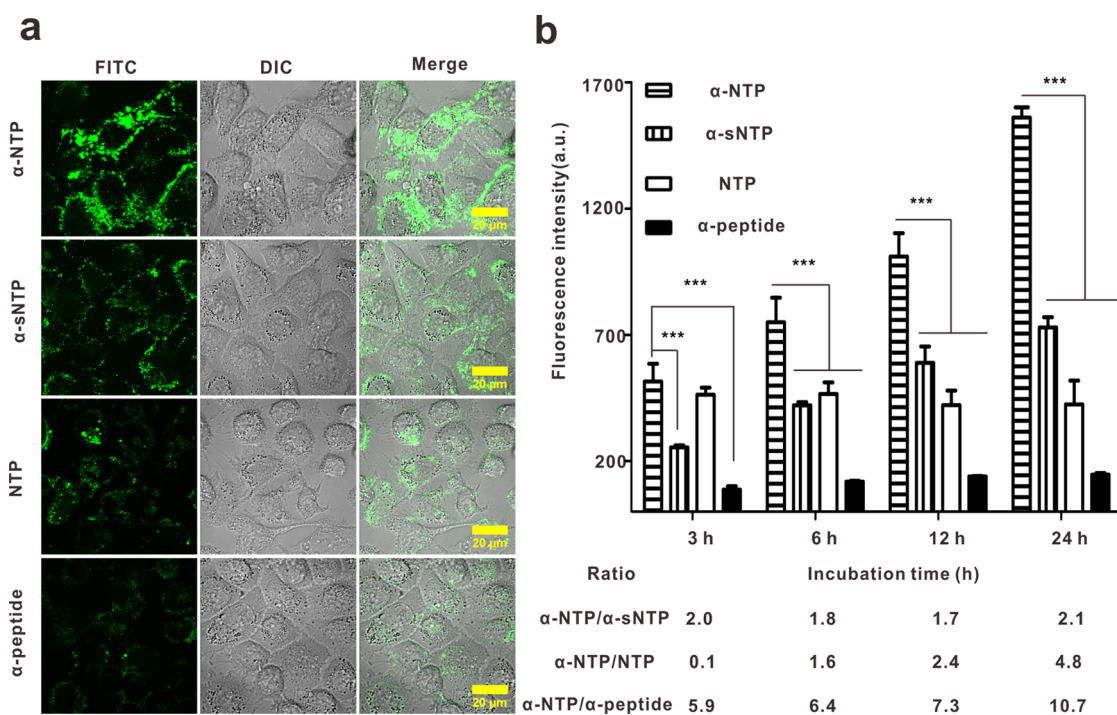 a
FITC DIC Merge
α-NTP
20 μm
α-sNTP
20 μm
NTP
20 μm
α-peptide
20 μm
b
Fluorescence intensity(a.u.)
1700
1200
700
200
α-NTP
α-sNTP
NTP
α-peptide
***
***
***
***
***
3 h 6 h 12 h 24 h
Ratio Incubation time (h)
α-NTP/α-sNTP 2.0 1.8 1.7 2.1
α-NTP/NTP 0.1 1.6 2.4 4.8
α-NTP/α-peptide 5.9 6.4 7.3 10.7